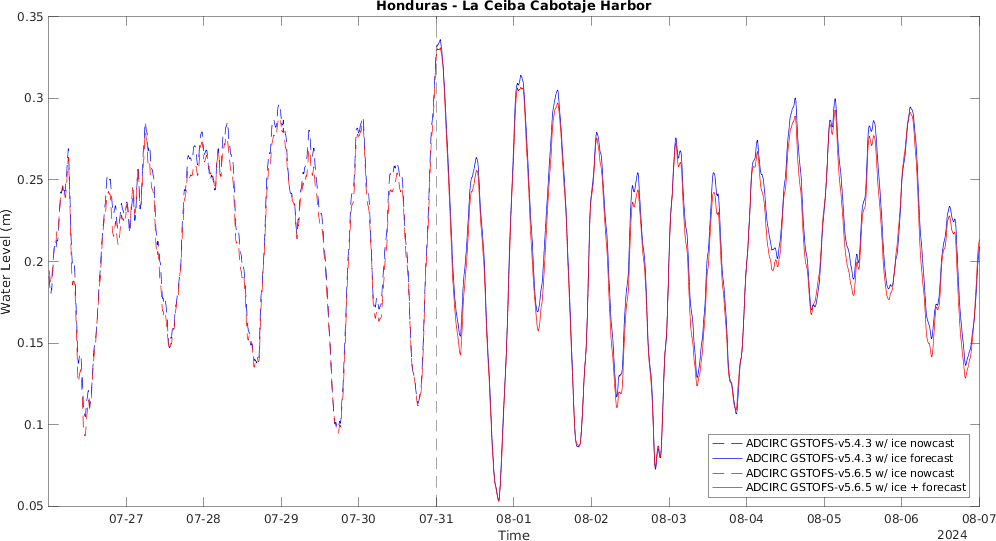 Honduras - La Ceiba Cabotaje Harbor
0.35
0.3
0.25
0.2
0.15
0.1
0.05
Water Level (m)
ADCIRC GSTOFS-v5.4.3 w/ ice nowcast
ADCIRC GSTOFS-v5.4.3 w/ ice forecast
ADCIRC GSTOFS-v5.6.5 w/ ice nowcast
ADCIRC GSTOFS-v5.6.5 w/ ice + forecast
07-27 07-28 07-29 07-30 07-31 08-01 08-02 08-03 08-04 08-05 08-06 08-07
Time
2024